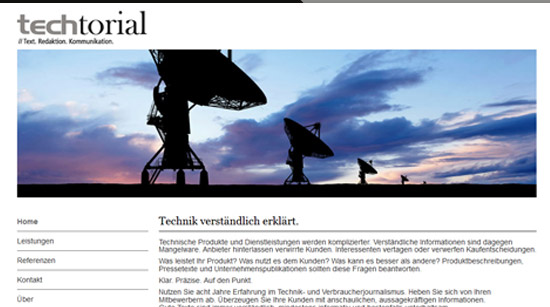 techtorial
// Text. Redaktion. Kommunikation.
Home
Leistungen
Referenzen
Kontakt
Über
Technik verständlich erklärt.
Technische Produkte und Dienstleistungen werden komplizierter. Verständliche Informationen sind dagegen
Mangelware. Anbieter hinterlassen verwirrte Kunden. Interessenten vertagen oder verwerfen Kaufentscheidungen.
Was leistet Ihr Produkt? Was nutzt es dem Kunden? Was kann es besser als andere? Produktbeschreibungen,
Pressetexte und Unternehmenspublikationen sollten diese Fragen beantworten.
Klar. Präzise. Auf den Punkt.
Nutzen Sie acht Jahre Erfahrung im Technik- und Verbraucherjournalismus. Heben Sie sich von Ihren
Mitbewerbern ab. Überzeugen Sie Ihre Kunden mit anschaulichen, aussagekräftigen Informationen.